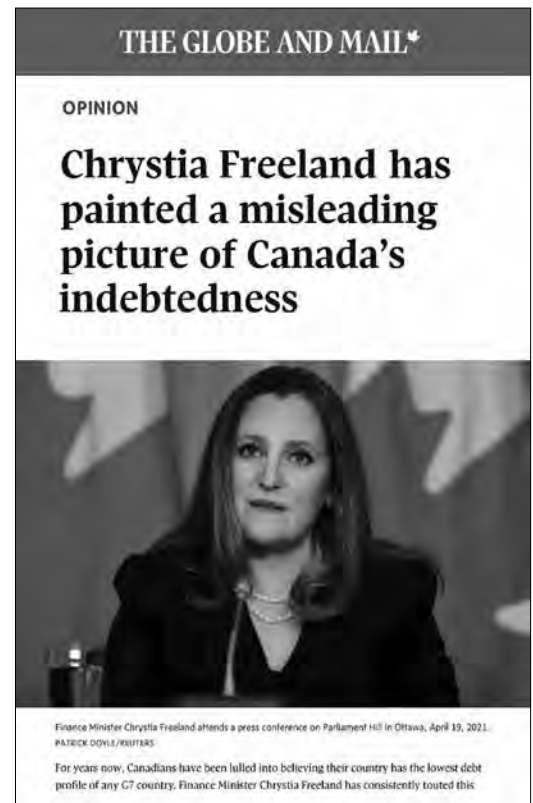 THE GLOBE AND MAIL
OPINION
Chrystia Freeland has
painted a misleading
picture of Canada's
indebtedness
Finance Minister Chrystia Freeland attends a press conference on Parliament Hill in Ottawa, April 19, 2021.
PATRICK DOYLE/REUTERS
For years now, Canadians have been lulled into believing their country has the lowest debt
profile of any G7 country. Finance Minister Chrystia Freeland has consistently touted this